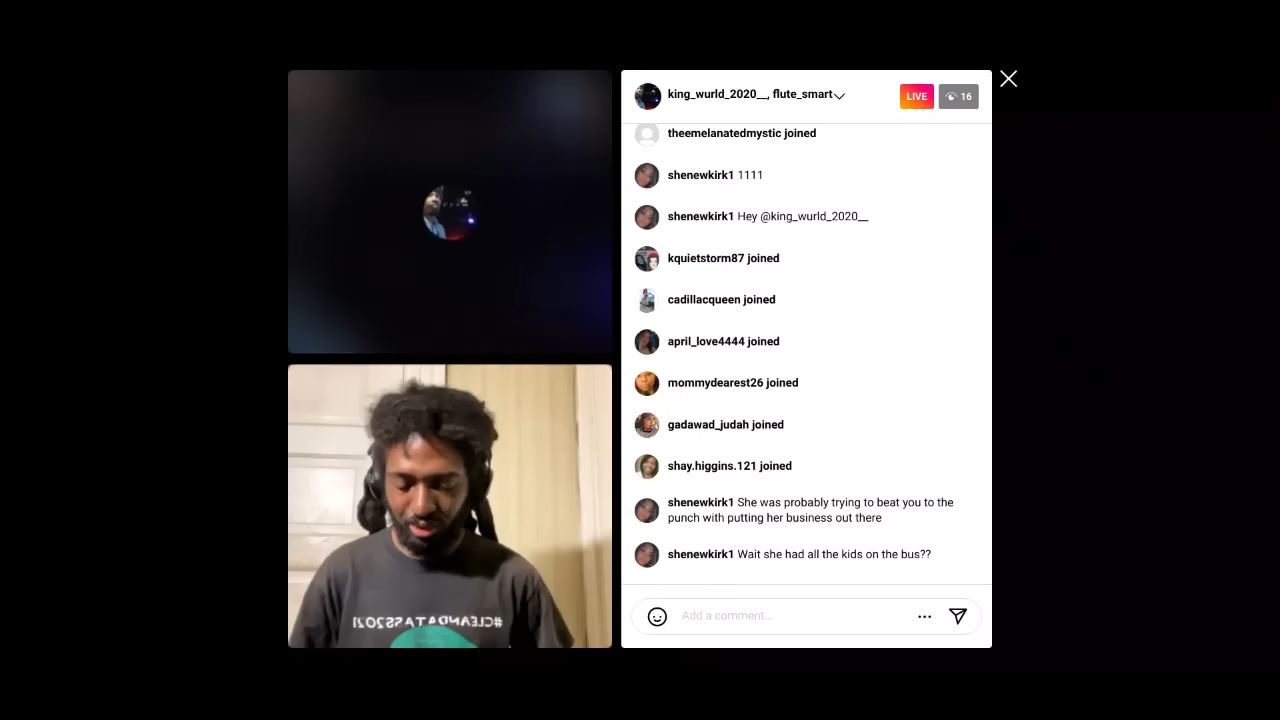 king_wurld_2020__, flute_smart
LIVE
16
theemelanatedmystic joined
shenewkirk1 1111
shenewkirk1 Hey @king_wurld_2020__
kquietstorm87 joined
cadillacqueen joined
april_love4444 joined
mommydearest26 joined
gadawad_judah joined
shay.higgins.121 joined
shenewkirk1 She was probably trying to beat you to the
punch with putting her business out there
shenewkirk1 Wait she had all the kids on the bus??
Add a comment...
#CLEANDATASS2021